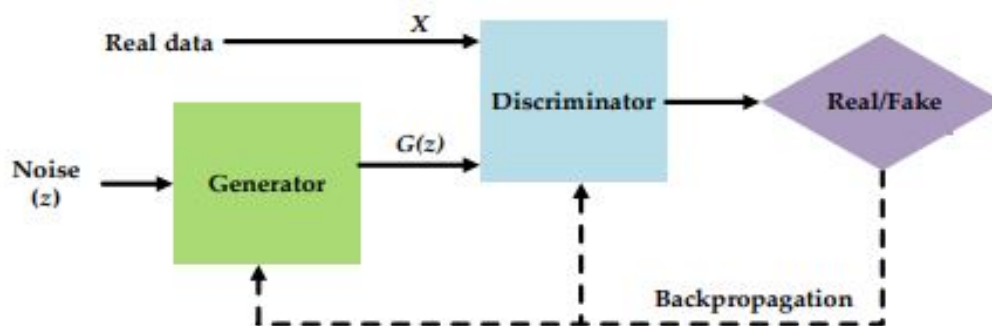 Real data
X
Discriminator
Real/Fake
G(z)
Noise
(z)
Generator
Backpropagation